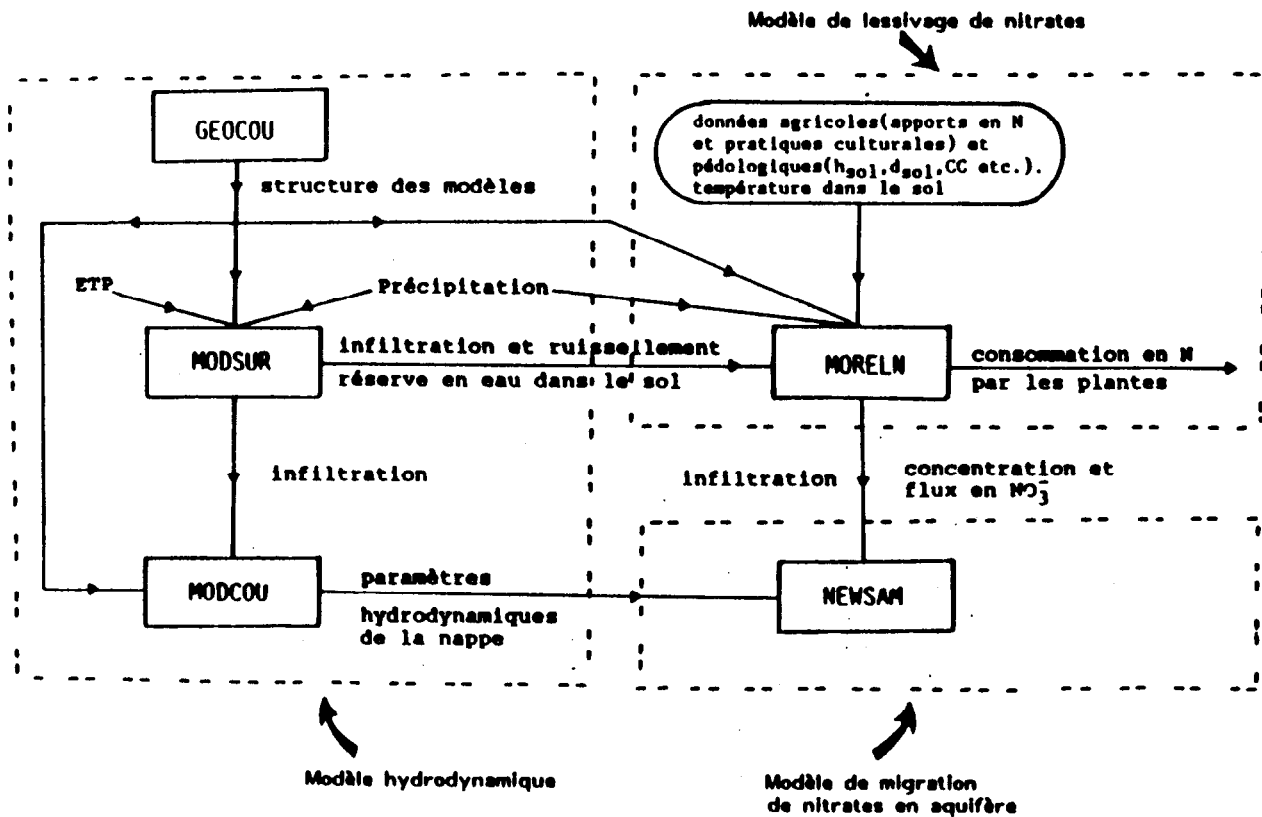 Modèle de lessivage de nitrates
GEOCOU
données agricoles(apports en N
et pratiques culturales) et
pédologiques(hsol,dsol,CC etc.).
température dans le sol
structure des modèles
ETP
Précipitation
MODSUR
infiltration et ruisseilement
réserve en eau dans le sol
MORELN
consommation en N
par les plantes
infiltration
infiltration
concentration et
flux en NO3-
MODCOU
paramètres
hydrodynamiques
de la nappe
NEWSAM
Modèle hydrodynamique
Modèle de migration
de nitrates en aquifère